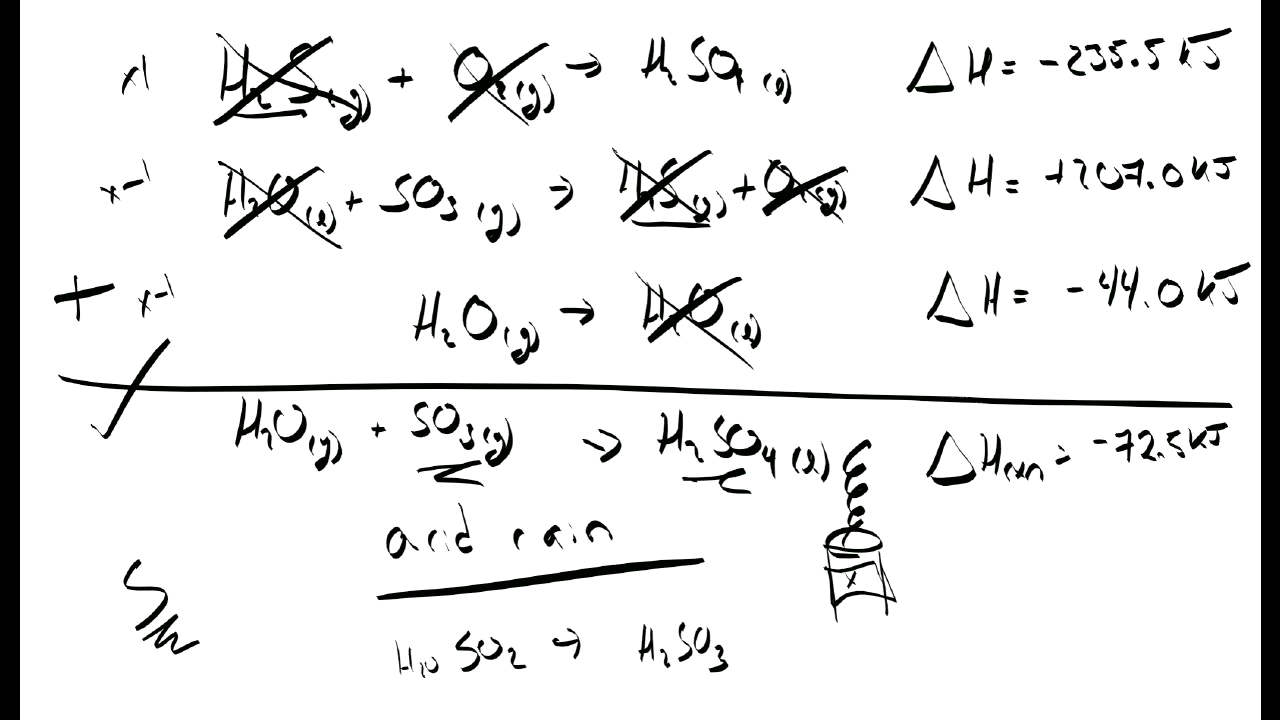 x1 H₂S(g) + O₂(g) → H₂SO₄(l) ΔH = -235.5 kJ
x-1 H₂O(l) + SO₃(g) → H₂S(g) + O₂(g) ΔH = +207.0 kJ
+ x-1 H₂O(g) → H₂O(l) ΔH = -44.0 kJ
H₂O(g) + SO₃(g) → H₂SO₄(l) ΔHrxn = -72.5 kJ
acid rain
x
H₂O SO₂ → H₂SO₃